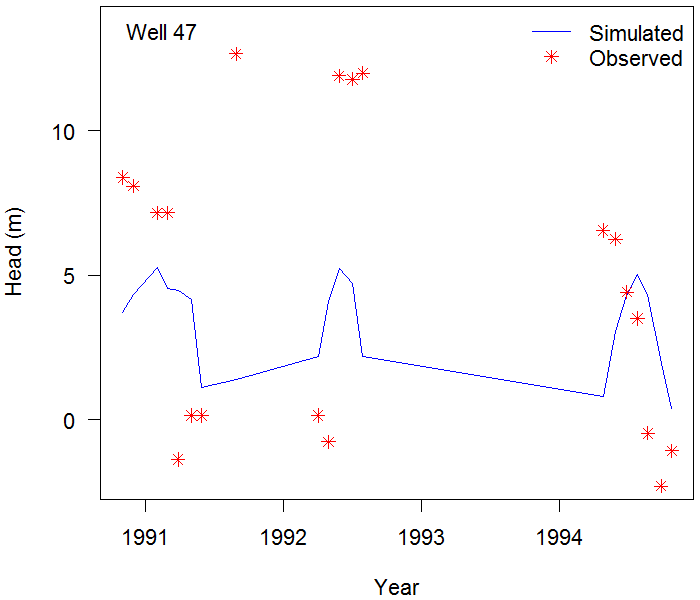 Well 47
Simulated
Observed
10
5
0
Head (m)
1991 1992 1993 1994
Year